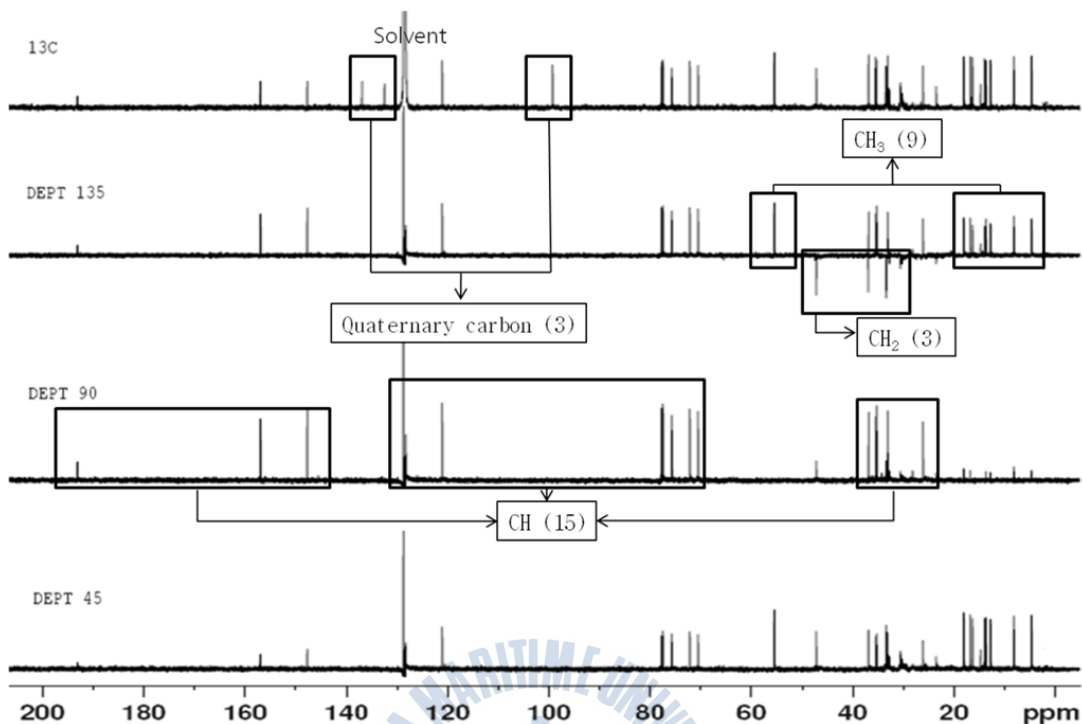 Solvent
13C
CH₃ (9)
DEPT 135
Quaternary carbon (3)
CH₂ (3)
DEPT 90
CH (15)
DEPT 45
MARITIME
200 180 160 140 120 100 80 60 40 20 ppm